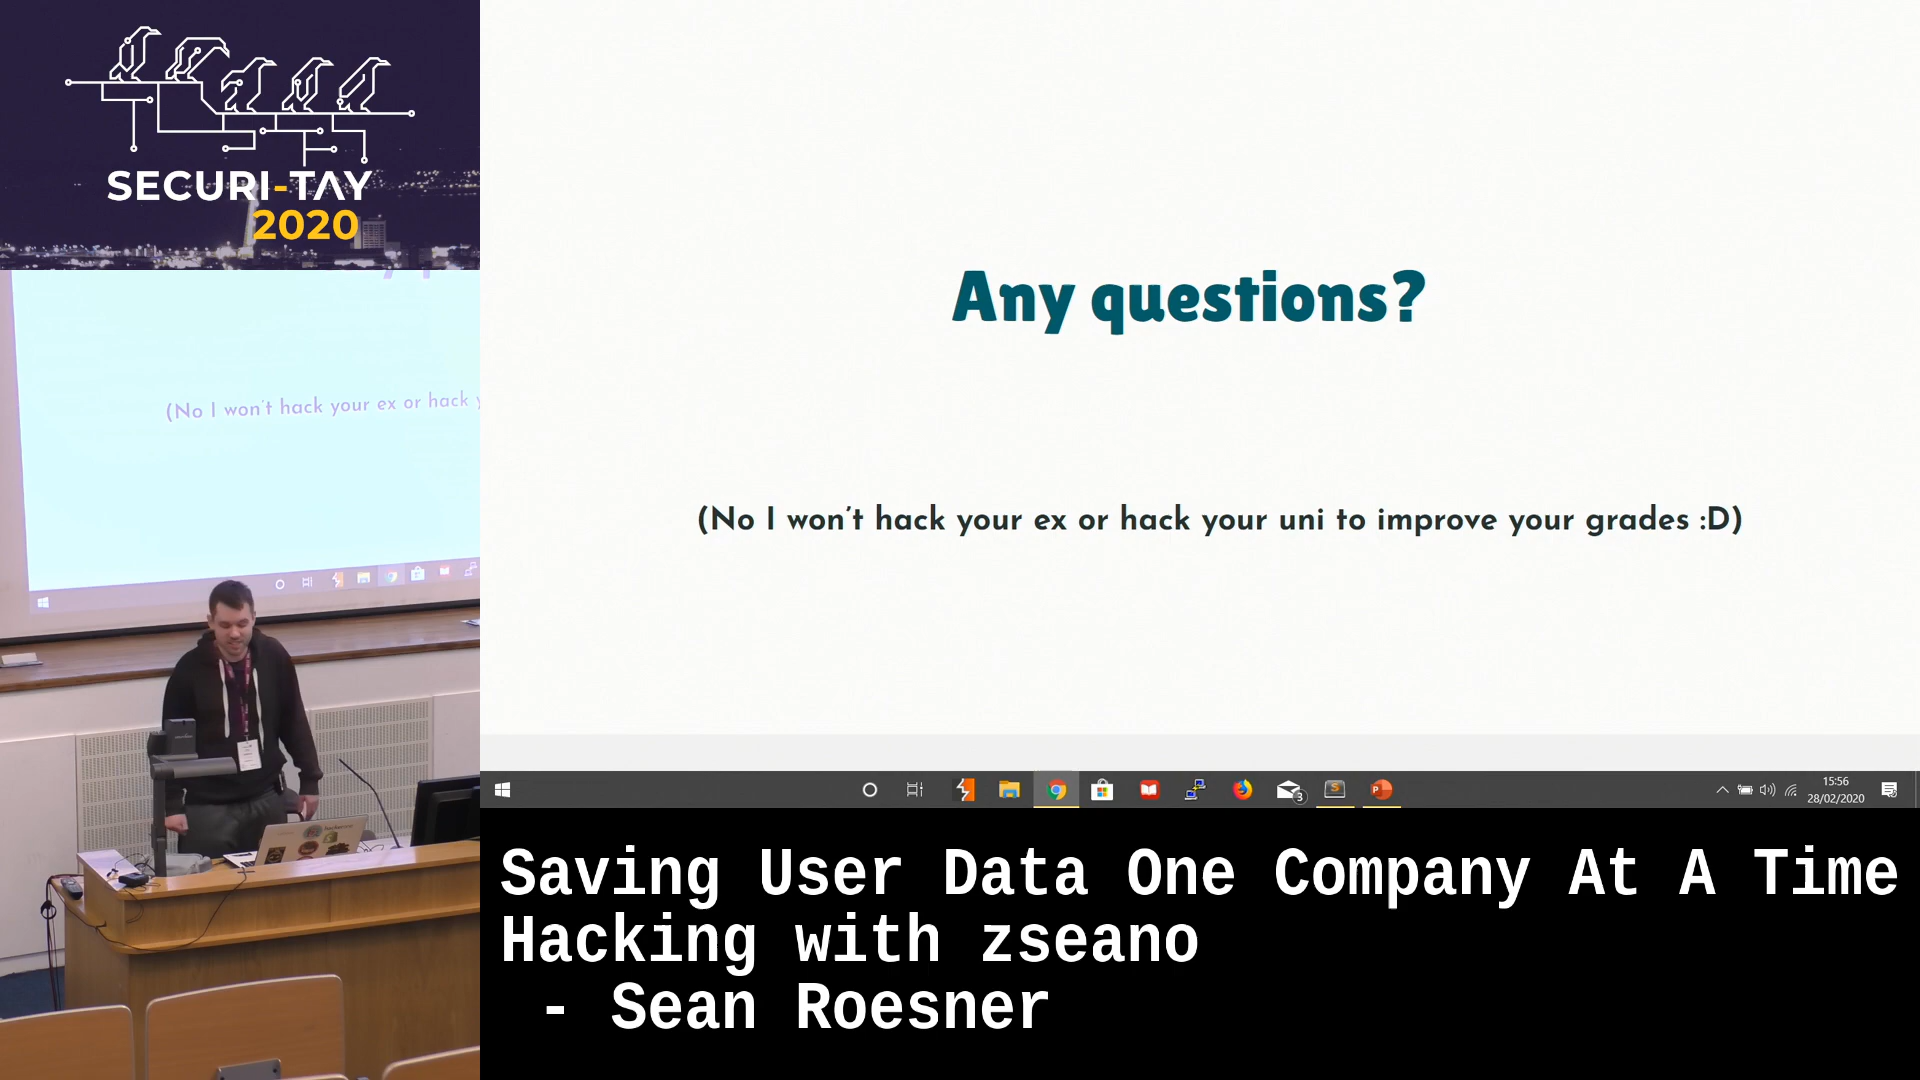 SECURI-TAY
2020
(No I won't hack your ex or hack
Any questions?
(No I won't hack your ex or hack your uni to improve your grades :D)
3
S
P
15:56
28/02/2020
Saving User Data One Company At A Time
Hacking with zseano
- Sean Roesner